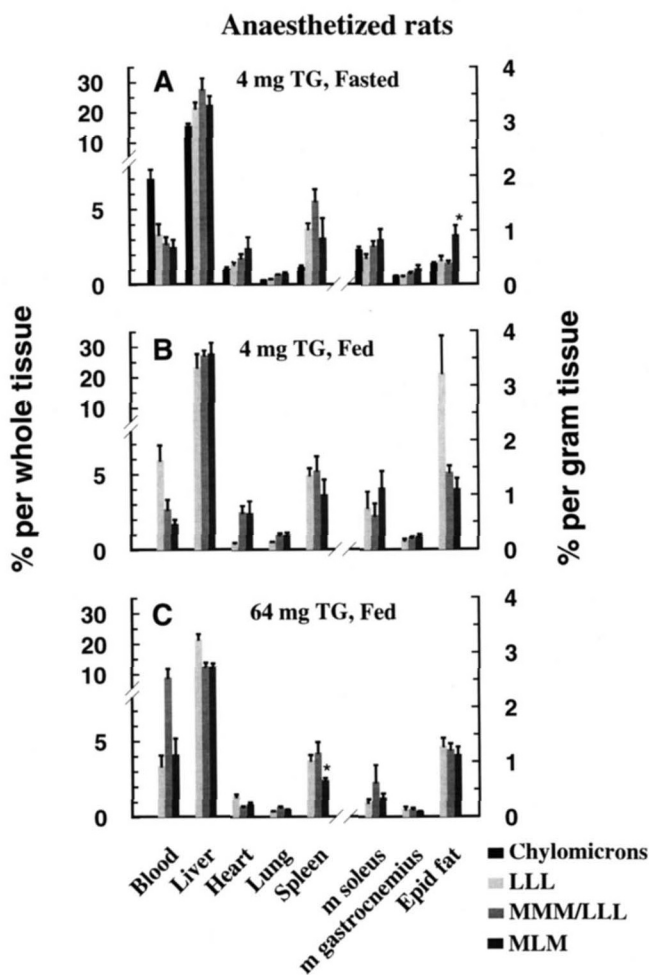 Anaesthetized rats
A
4 mg TG, Fasted
30
20
10
5
0
4
3
2
1
0
*
B
4 mg TG, Fed
30
20
10
5
0
4
3
2
1
0
C
64 mg TG, Fed
30
20
10
5
0
4
3
2
1
0
*
% per whole tissue
% per gram tissue
Blood
Liver
Heart
Lung
Spleen
m soleus
m gastrocnemius
Epid fat
Chylomicrons
LLL
MMM/LLL
MLM